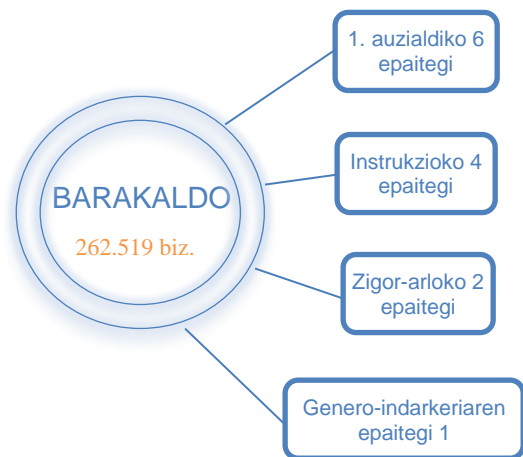 1. auzialdiko 6
epaitegi
Instrukzioko 4
epaitegi
BARAKALDO
262.519 biz.
Zigor-arloko 2
epaitegi
Genero-indarkeriaren
epaitegi 1